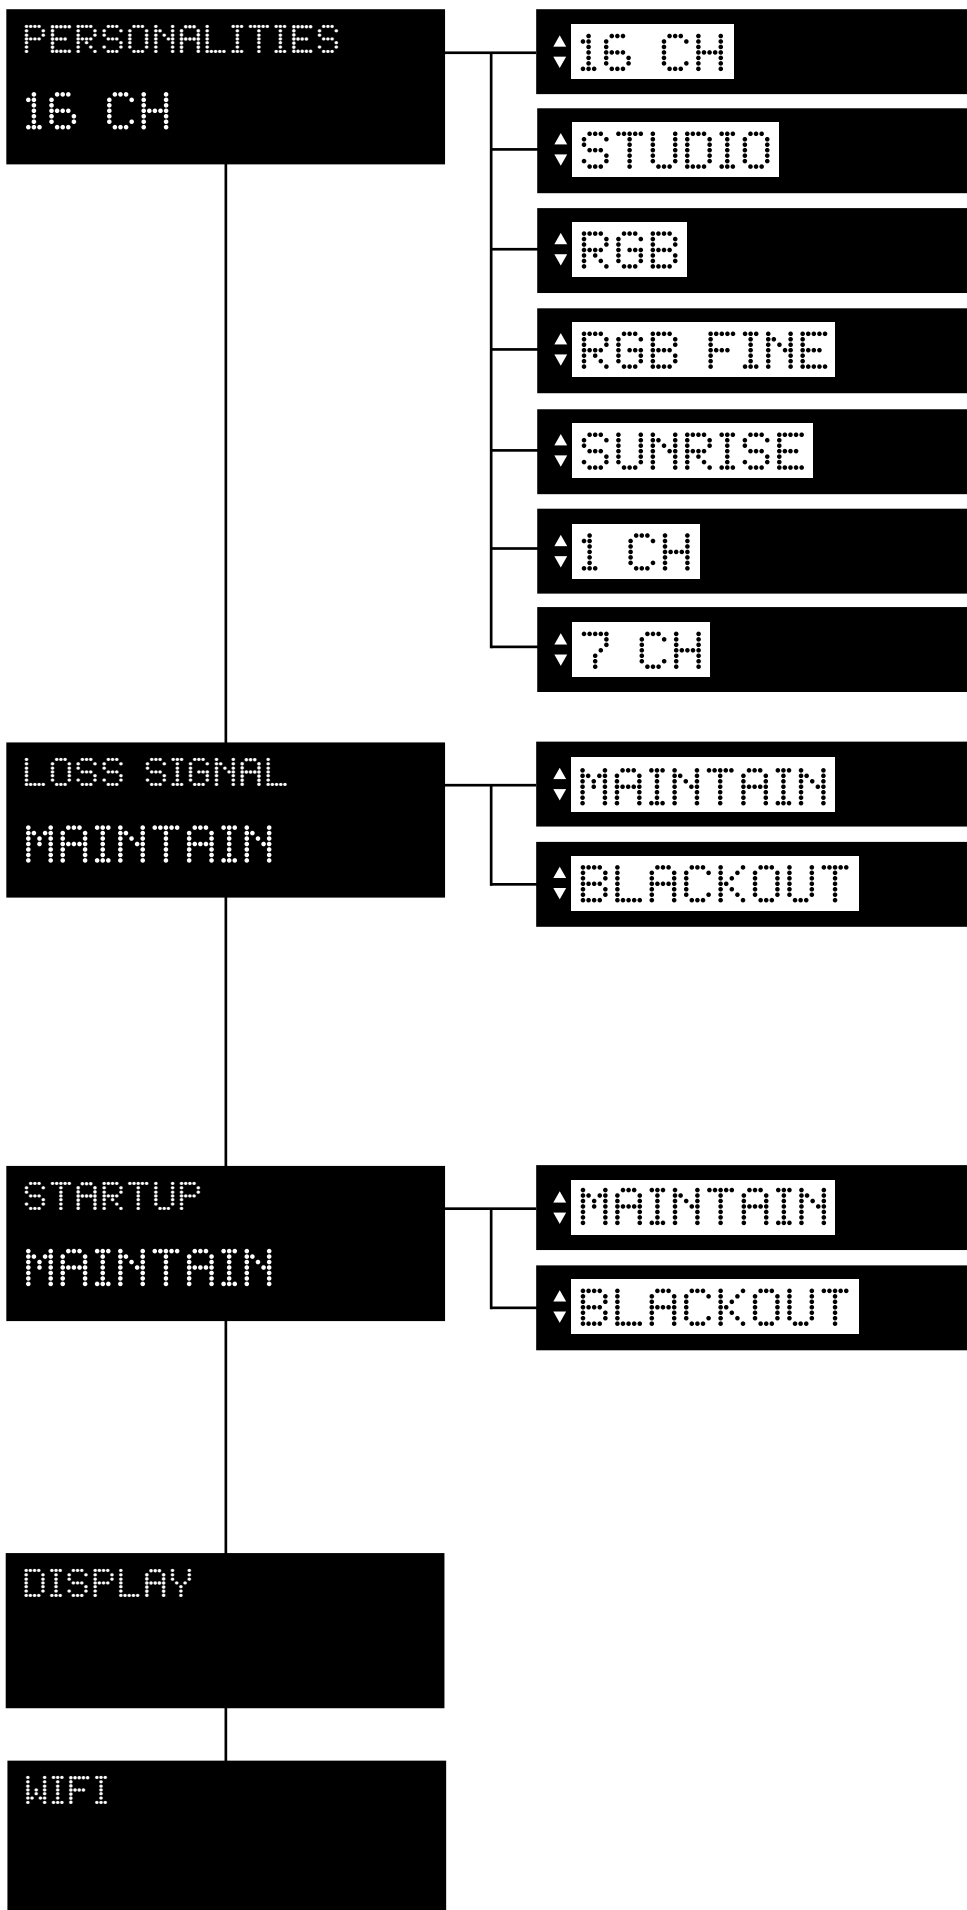 PERSONALITIES
16 CH
16 CH
STUDIO
RGB
RGB FINE
SUNRISE
1 CH
7 CH
LOSS SIGNAL
MAINTAIN
MAINTAIN
BLACKOUT
STARTUP
MAINTAIN
MAINTAIN
BLACKOUT
DISPLAY
WIFI